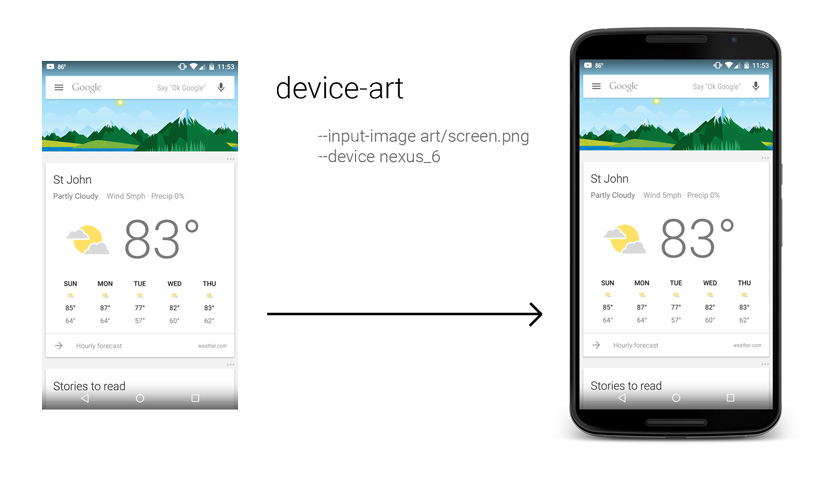 86°
11:53
Google
Say "Ok Google"
St John
Partly Cloudy Wind 5mph · Precip 0%
83°
SUN MON TUE WED THU
85° 87° 77° 82° 83°
64° 64° 57° 60° 62°
Hourly forecast
weather.com
Stories to read
device-art
--input-image art/screen.png
--device nexus_6
86°
11:53
Google
Say "Ok Google"
St John
Partly Cloudy Wind 5mph · Precip 0%
83°
SUN MON TUE WED THU
85° 87° 77° 82° 83°
64° 64° 57° 60° 62°
Hourly forecast
weather.com
Stories to read